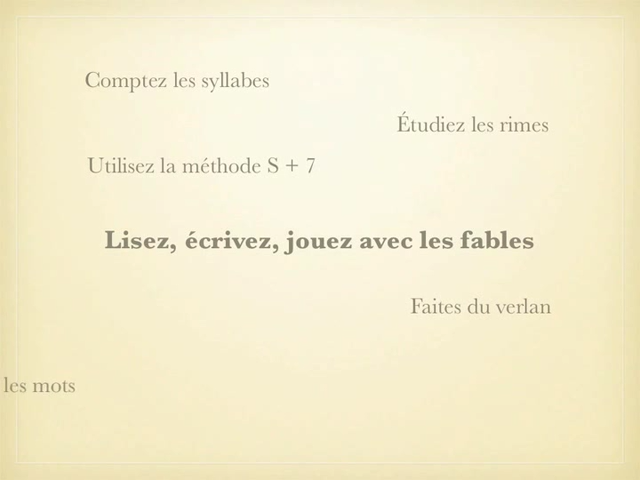 Comptez les syllabes
Étudiez les rimes
Utilisez la méthode S + 7
Lisez, écrivez, jouez avec les fables
Faites du verlan
les mots